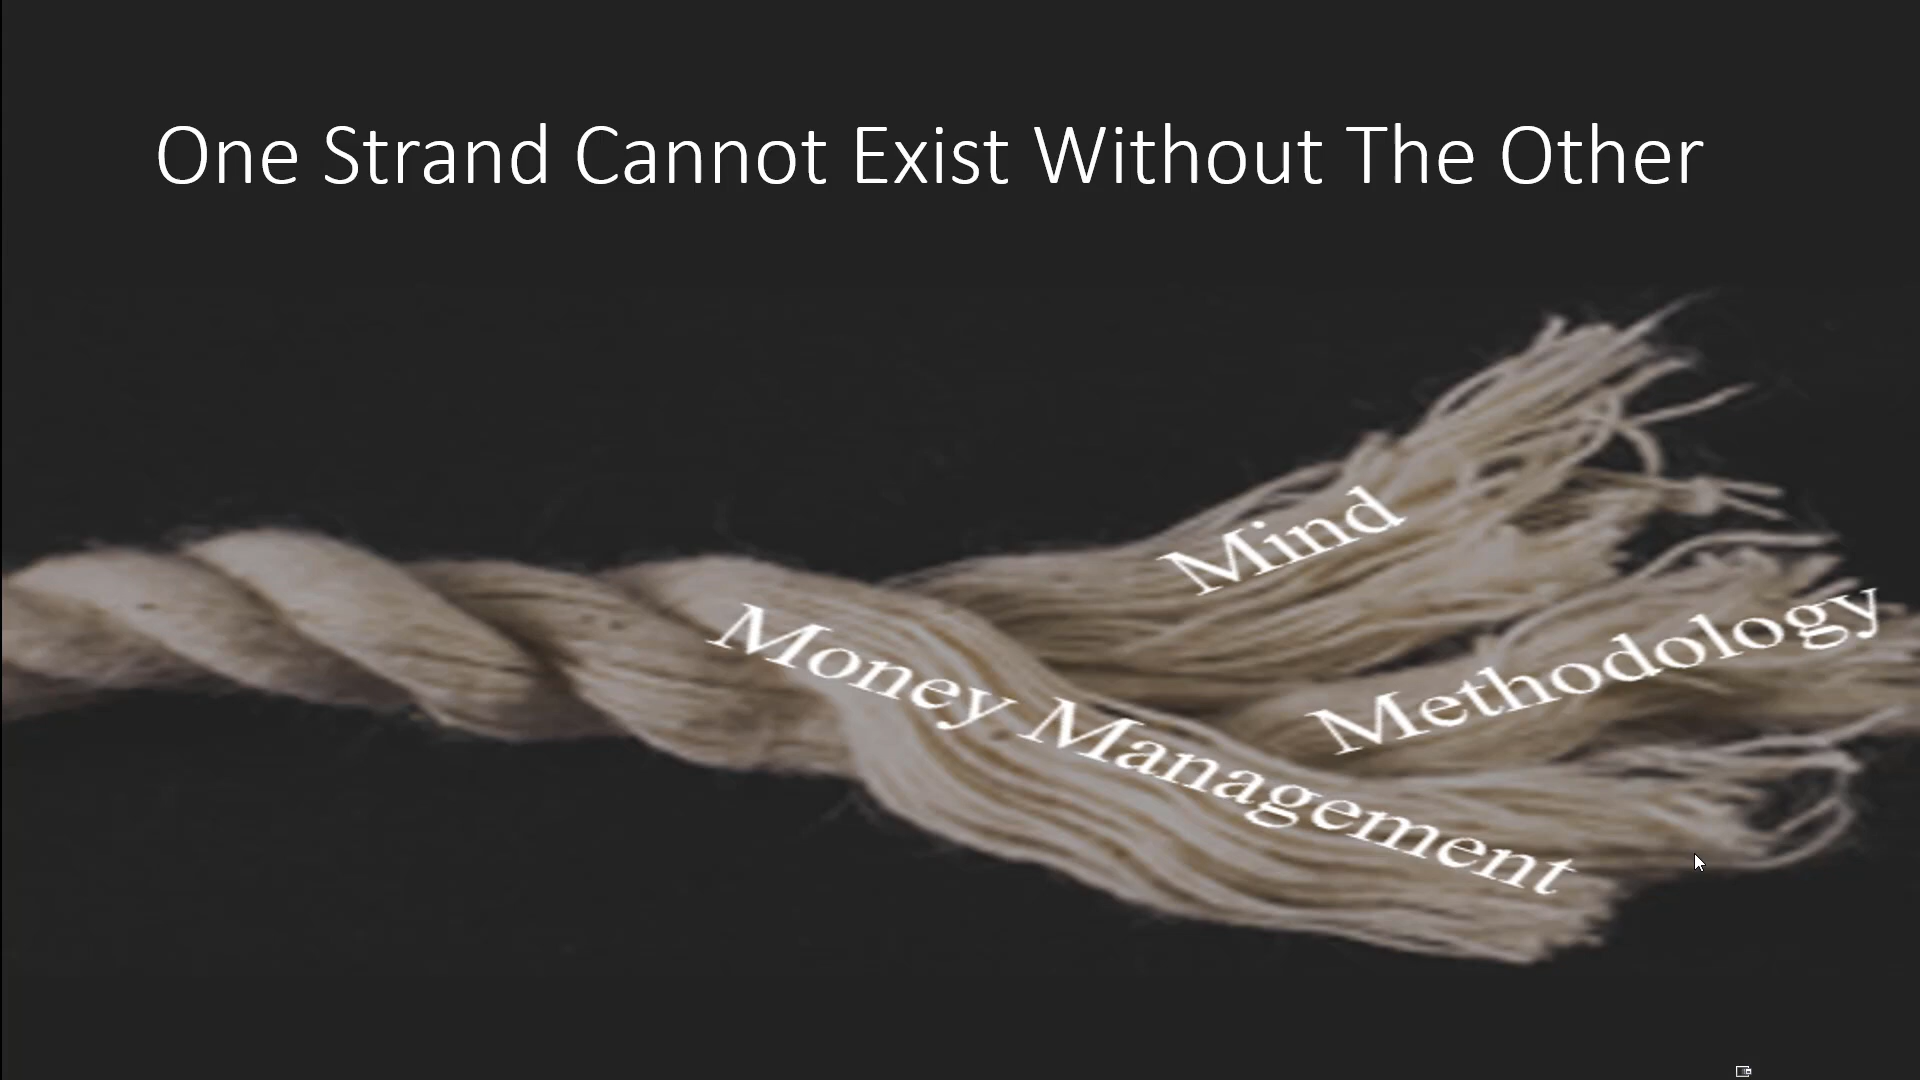 One Strand Cannot Exist Without The Other
Mind
Methodology
Money Management